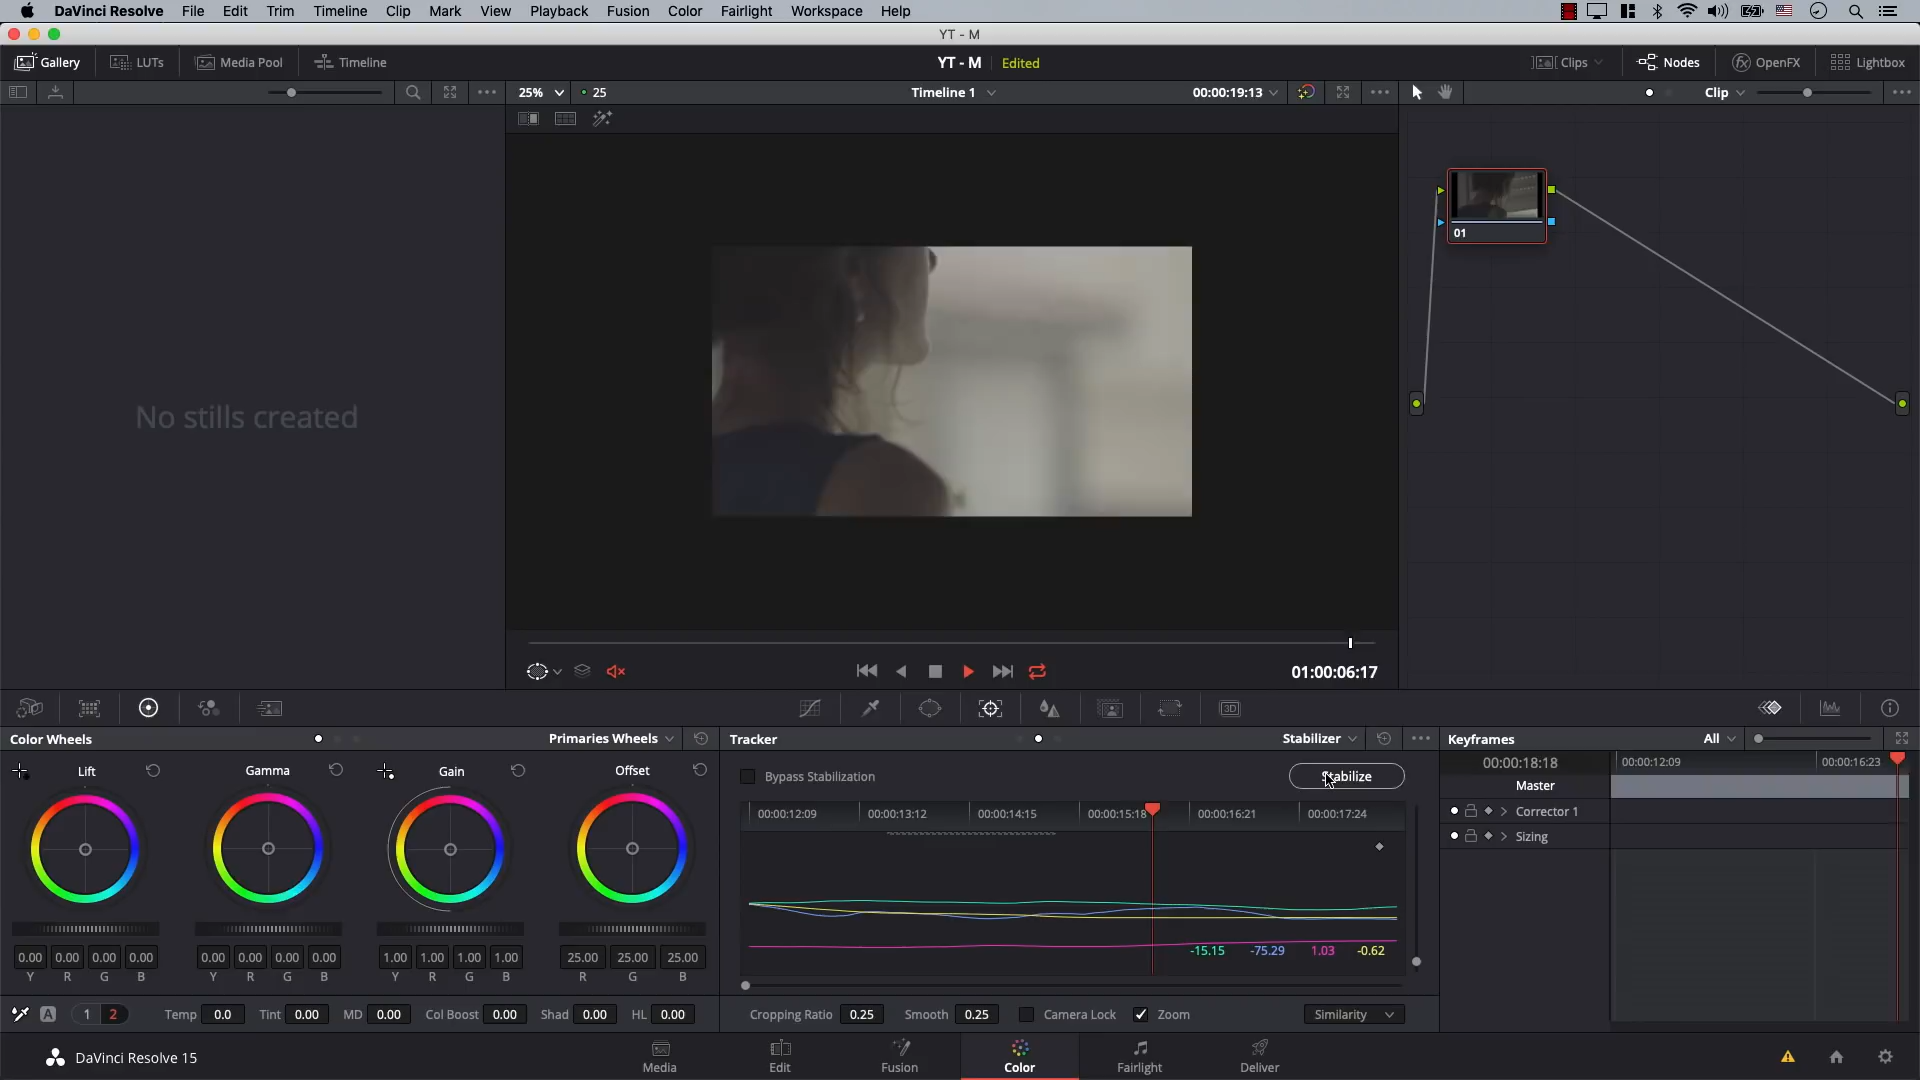 DaVinci Resolve File Edit Trim Timeline Clip Mark View Playback Fusion Color Fairlight Workspace Help
YT - M
Gallery LUTs Media Pool Timeline YT - M Edited Clips Nodes OpenFX Lightbox
25% 25 Timeline 1 00:00:19:13 Clip
01
No stills created
01:00:06:17
3D
Color Wheels Primaries Wheels Tracker Stabilizer Keyframes All
Lift Gamma Gain Offset
Bypass Stabilization Stabilize
00:00:18:18 00:00:12:09 00:00:16:23
Master
Corrector 1
Sizing
00:00:12:09 00:00:13:12 00:00:14:15 00:00:15:18 00:00:16:21 00:00:17:24
-15.15 -75.29 1.03 -0.62
0.00 0.00 0.00 0.00 0.00 0.00 0.00 0.00 1.00 1.00 1.00 1.00 25.00 25.00 25.00
Y R G B Y R G B Y R G B R G B
A 1 2 Temp 0.0 Tint 0.00 MD 0.00 Col Boost 0.00 Shad 0.00 HL 0.00
Cropping Ratio 0.25 Smooth 0.25 Camera Lock Zoom Similarity
DaVinci Resolve 15
Media Edit Fusion Color Fairlight Deliver